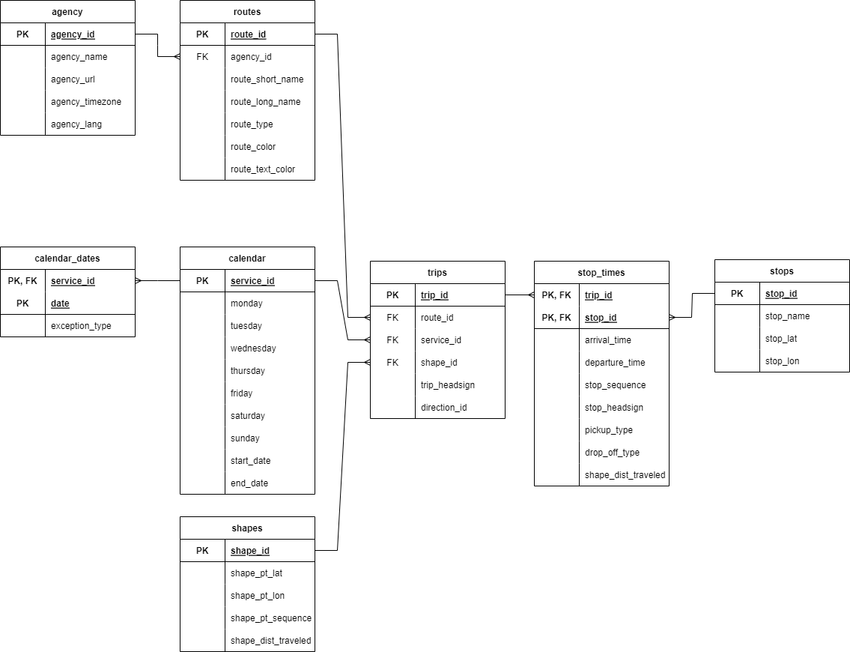 agency
PK agency_id
agency_name
agency_url
agency_timezone
agency_lang
routes
PK route_id
FK agency_id
route_short_name
route_long_name
route_type
route_color
route_text_color
calendar_dates
PK, FK service_id
PK date
exception_type
calendar
PK service_id
monday
tuesday
wednesday
thursday
friday
saturday
sunday
start_date
end_date
trips
PK trip_id
FK route_id
FK service_id
FK shape_id
trip_headsign
direction_id
stop_times
PK, FK trip_id
PK, FK stop_id
arrival_time
departure_time
stop_sequence
stop_headsign
pickup_type
drop_off_type
shape_dist_traveled
stops
PK stop_id
stop_name
stop_lat
stop_lon
shapes
PK shape_id
shape_pt_lat
shape_pt_lon
shape_pt_sequence
shape_dist_traveled